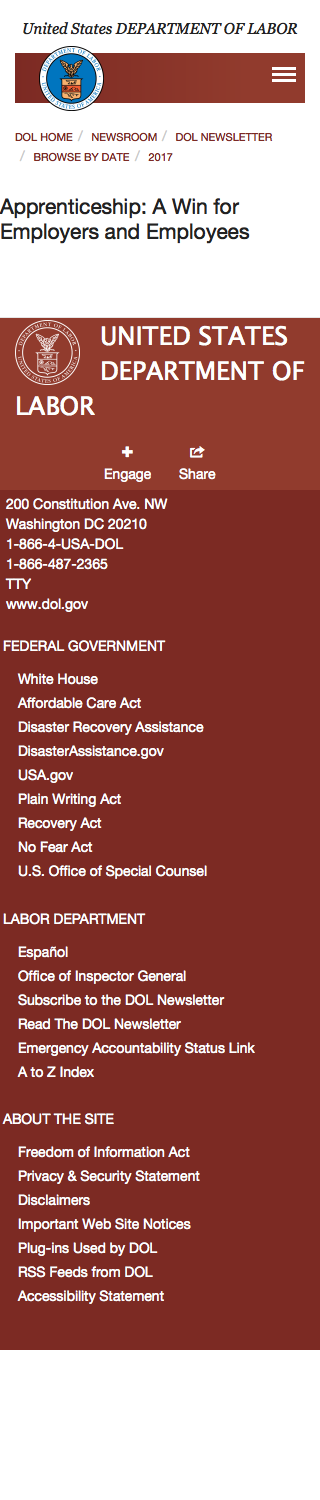 United States DEPARTMENT OF LABOR
DOL HOME / NEWSROOM / DOL NEWSLETTER
/ BROWSE BY DATE / 2017
Apprenticeship: A Win for
Employers and Employees
UNITED STATES
DEPARTMENT OF
LABOR
Engage Share
200 Constitution Ave. NW
Washington DC 20210
1-866-4-USA-DOL
1-866-487-2365
TTY
www.dol.gov
FEDERAL GOVERNMENT
White House
Affordable Care Act
Disaster Recovery Assistance
DisasterAssistance.gov
USA.gov
Plain Writing Act
Recovery Act
No Fear Act
U.S. Office of Special Counsel
LABOR DEPARTMENT
Español
Office of Inspector General
Subscribe to the DOL Newsletter
Read The DOL Newsletter
Emergency Accountability Status Link
A to Z Index
ABOUT THE SITE
Freedom of Information Act
Privacy & Security Statement
Disclaimers
Important Web Site Notices
Plug-ins Used by DOL
RSS Feeds from DOL
Accessibility Statement